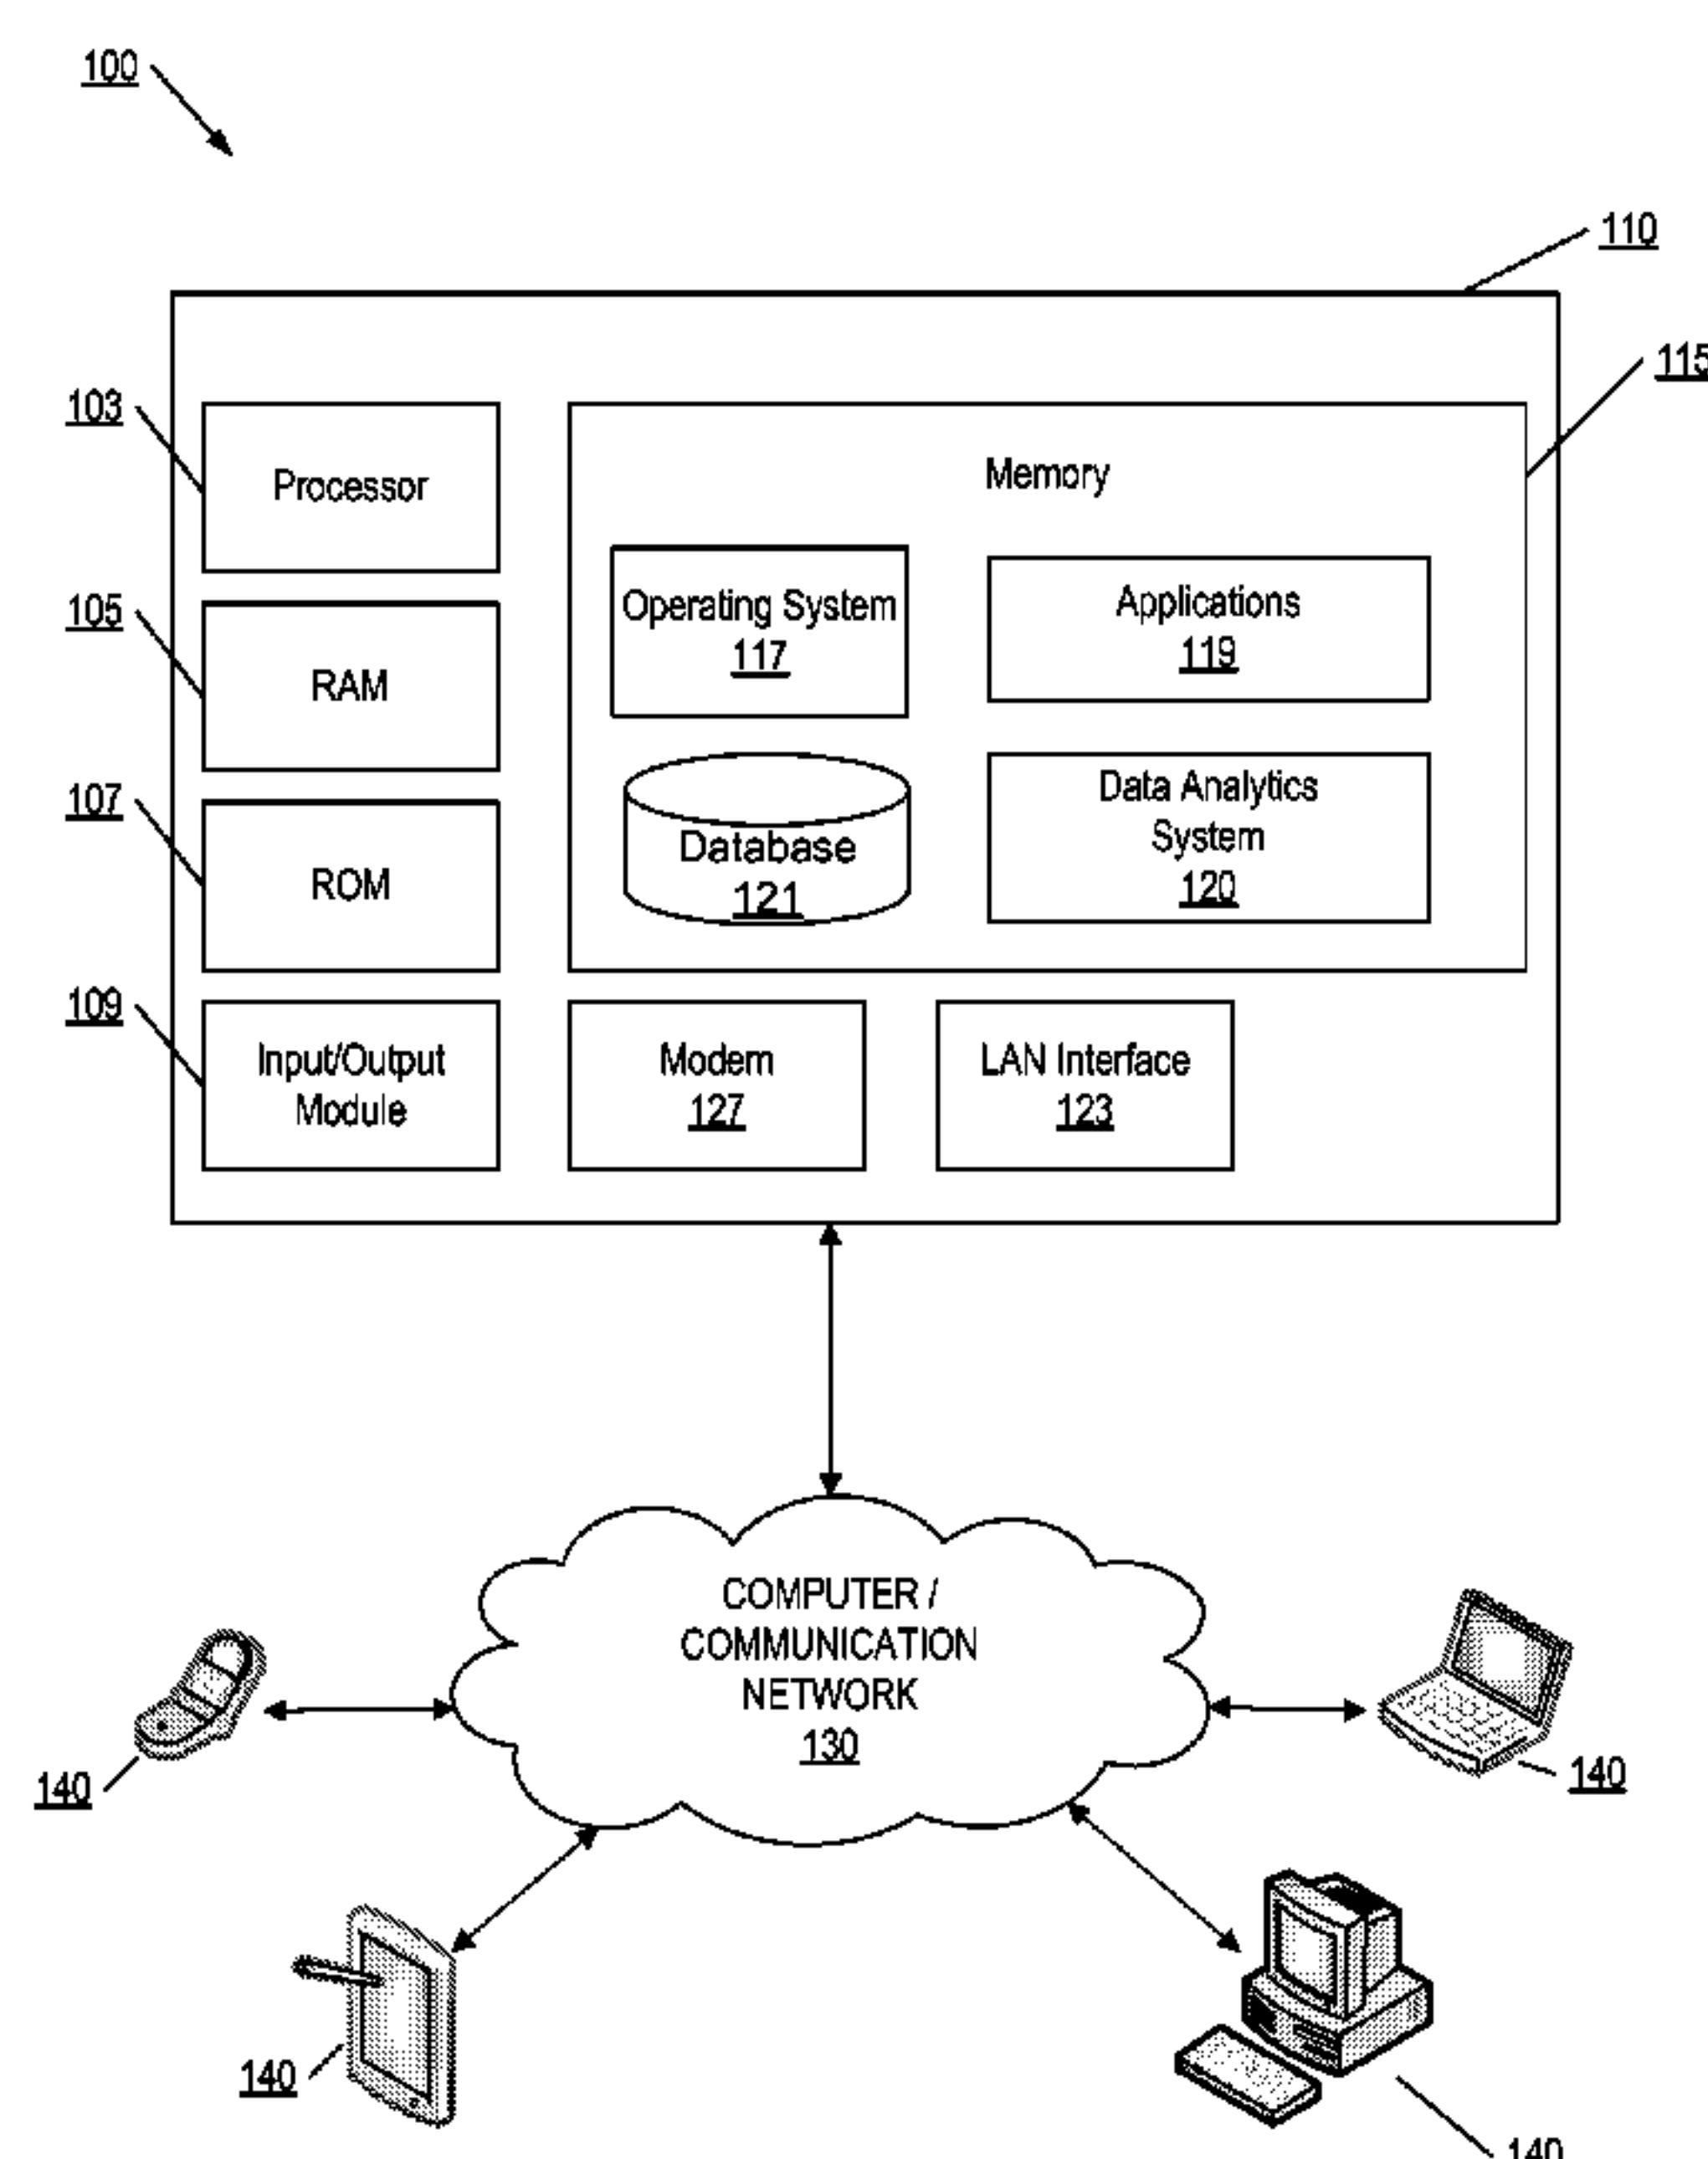 100
110
115
103
Processor
Memory
105
Operating System
117
Applications
119
RAM
107
Database
121
Data Analytics
System
120
ROM
109
Input/Output
Module
Modem
127
LAN Interface
123
COMPUTER /
COMMUNICATION
NETWORK
130
140
140
140
140